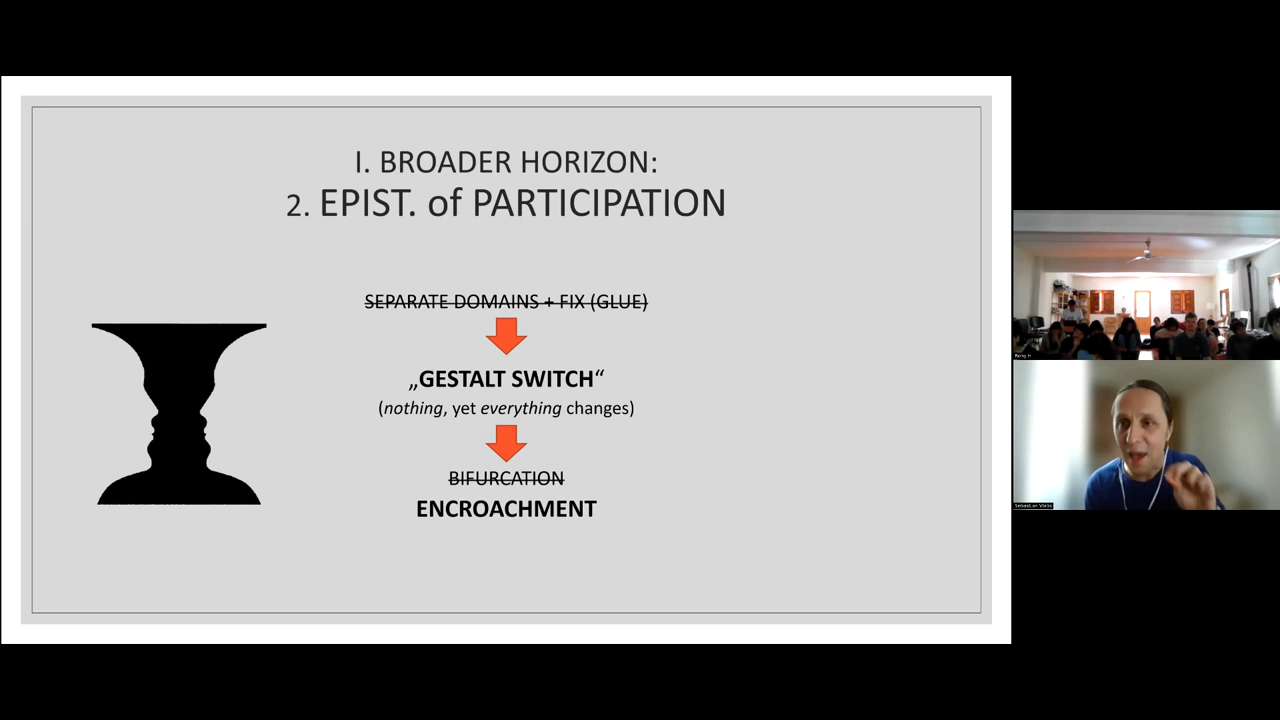 I. BROADER HORIZON:
2. EPIST. of PARTICIPATION
SEPARATE DOMAINS + FIX (GLUE)
„GESTALT SWITCH“
(nothing, yet everything changes)
BIFURCATION
ENCROACHMENT